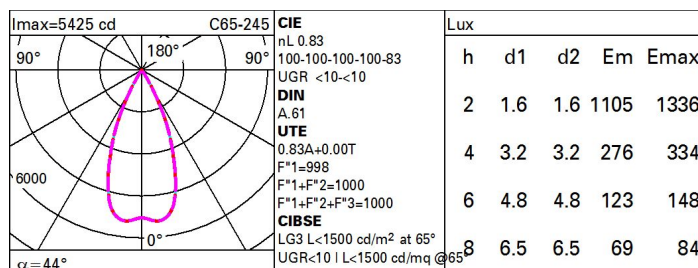 Imax=5425 cd C65-245
90° 180° 90°
6000
0°
α=44°
CIE
nL 0.83
100-100-100-100-83
UGR <10-<10
DIN
A.61
UTE
0.83A+0.00T
F"1=998
F"1+F"2=1000
F"1+F"2+F"3=1000
CIBSE
LG3 L<1500 cd/m² at 65°
UGR<10 | L<1500 cd/mq @65°
Lux
h d1 d2 Em Emax
2 1.6 1.6 1105 1336
4 3.2 3.2 276 334
6 4.8 4.8 123 148
8 6.5 6.5 69 84